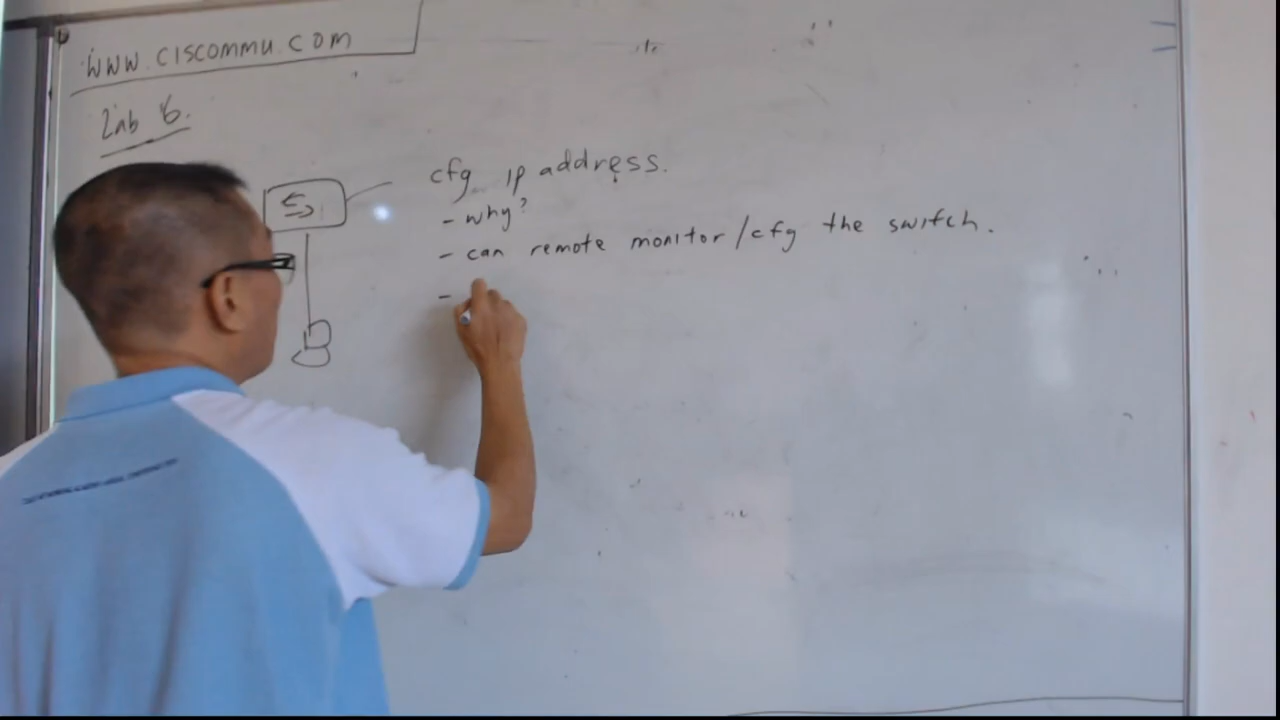 WWW.CISCOMMU.COM
Lab 6.
S1
cfg ip address.
- why?
- can remote monitor/cfg the switch.
-